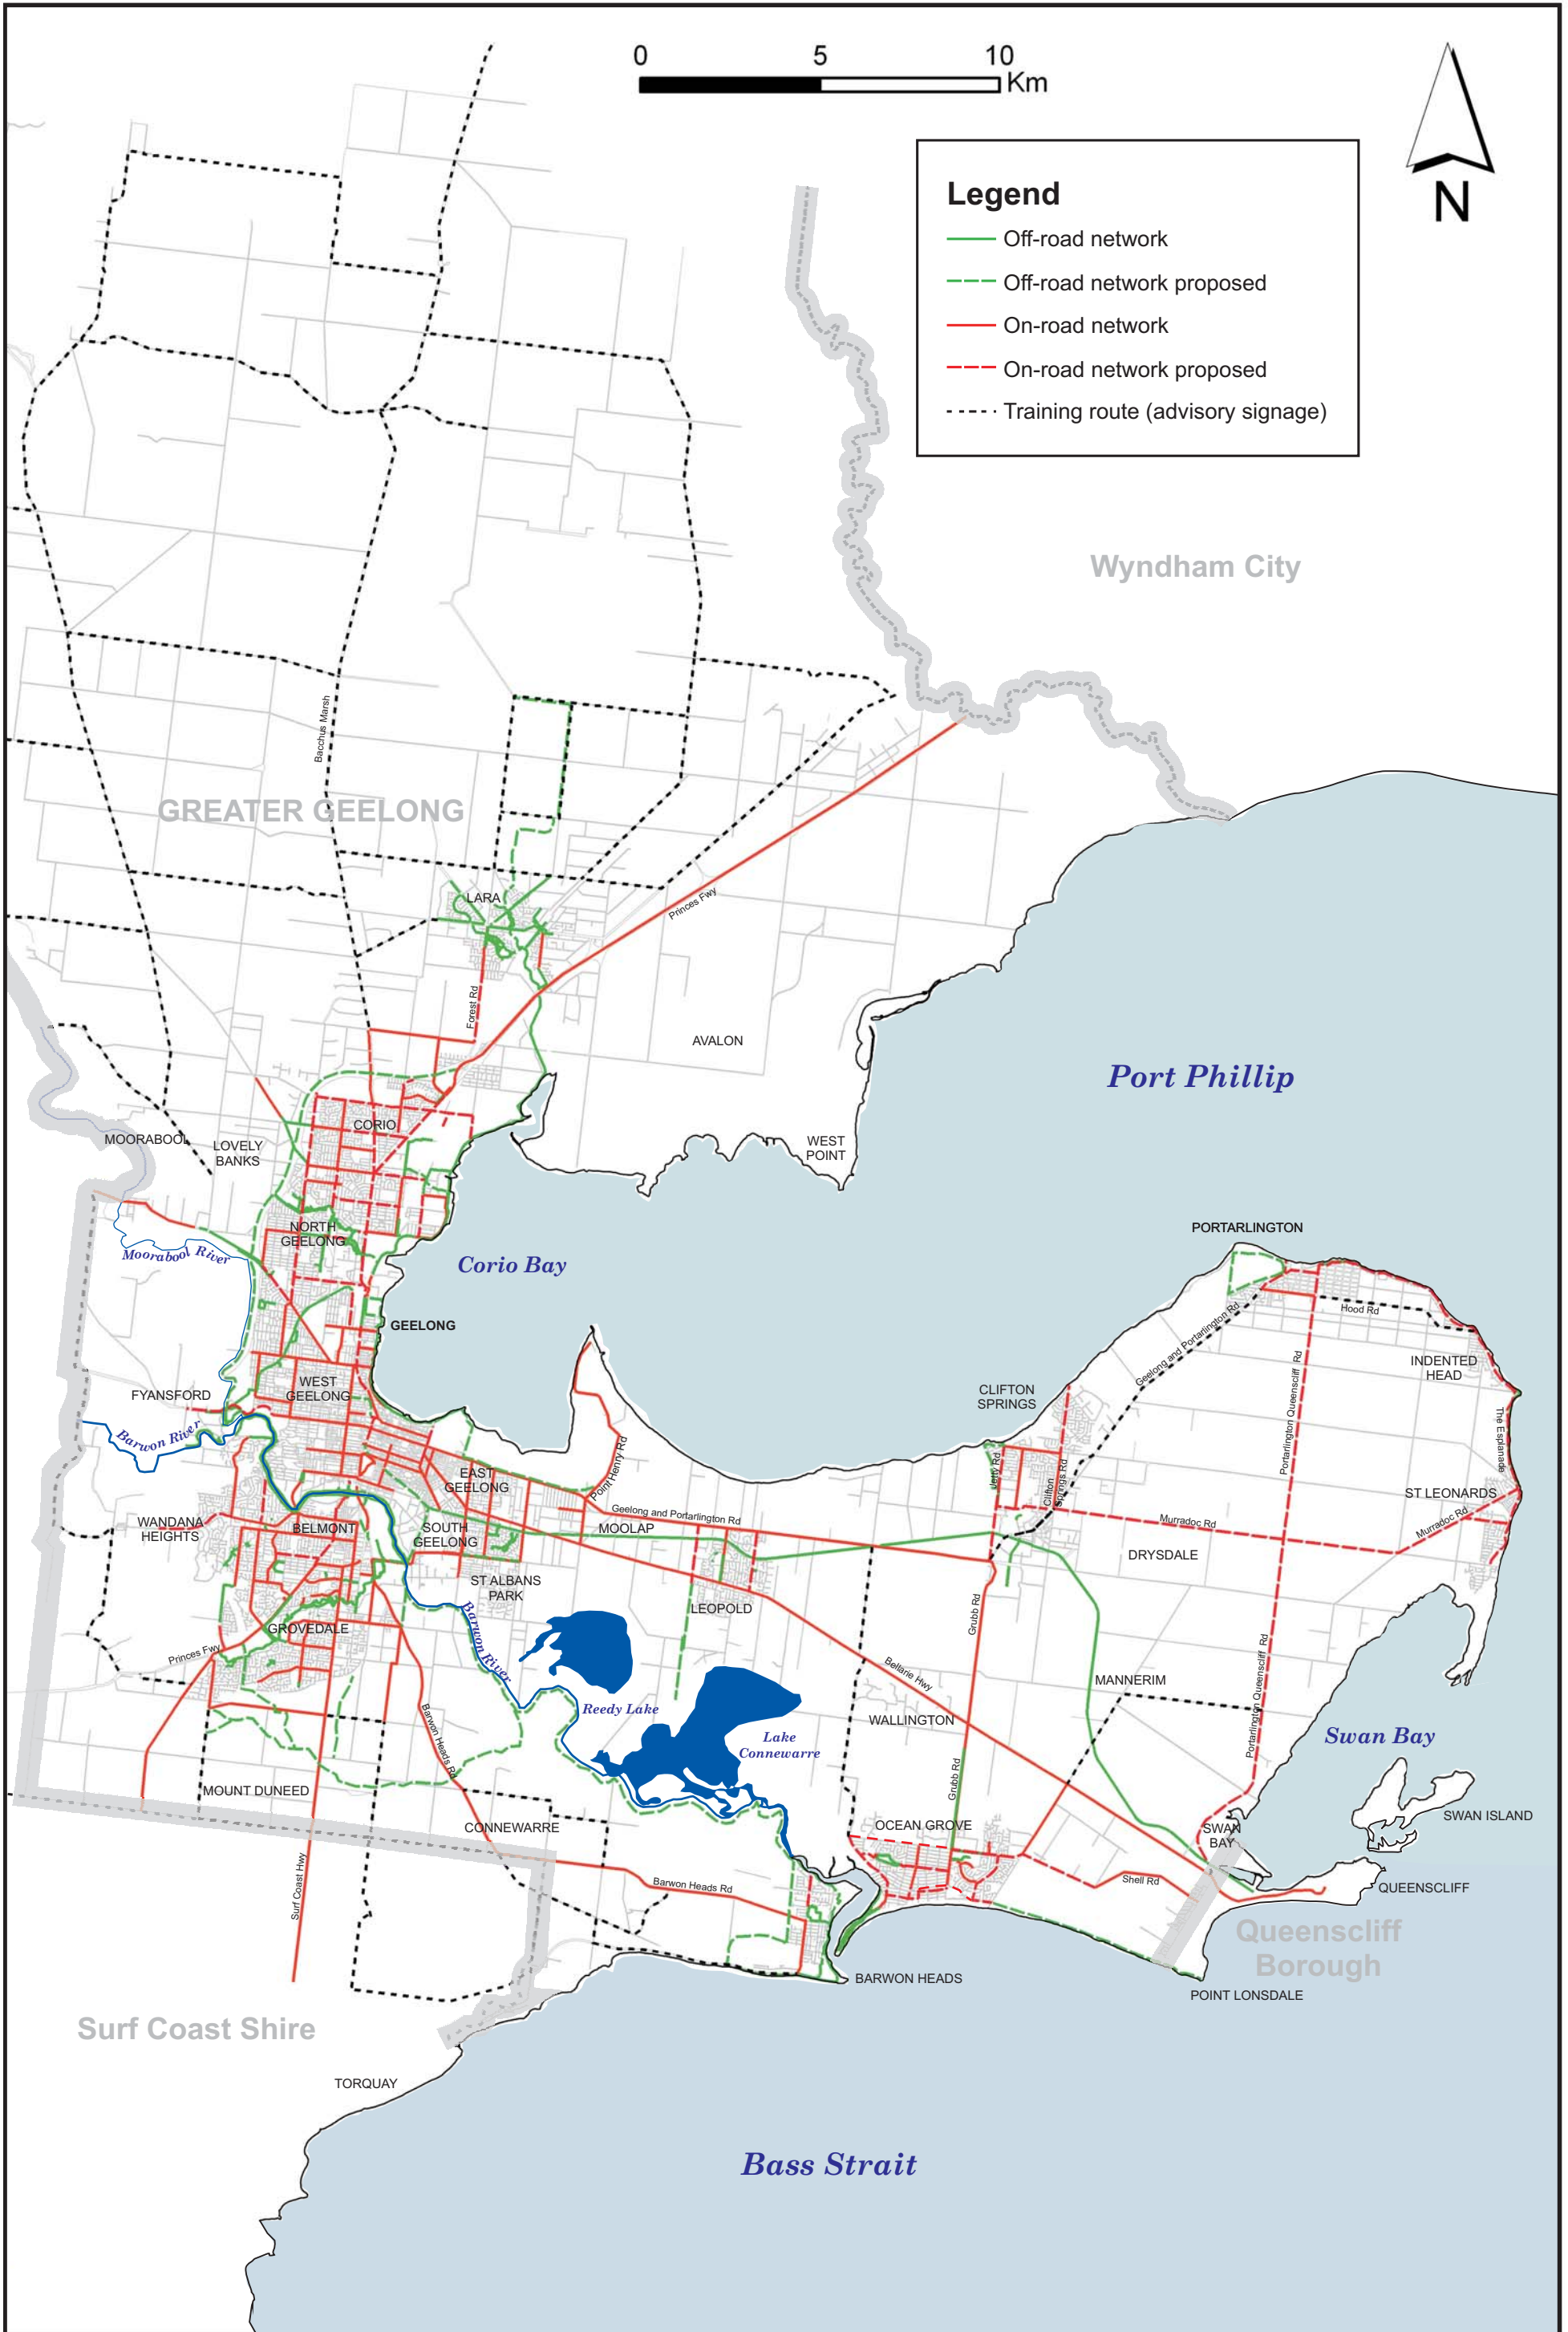 0 5 10
Km
N
Legend
Off-road network
Off-road network proposed
On-road network
On-road network proposed
Training route (advisory signage)
Wyndham City
Bacchus Marsh
GREATER GEELONG
LARA
Princes Fwy
Forest Rd
AVALON
Port Phillip
CORIO
MOORABOOL
LOVELY
BANKS
WEST
POINT
NORTH
GEELONG
Moorabool River
Corio Bay
PORTARLINGTON
Hood Rd
GEELONG
Geelong and Portarlington Rd
INDENTED
HEAD
WEST
GEELONG
FYANSFORD
CLIFTON
SPRINGS
Portarlington Queenscliff Rd
The Esplanade
Barwon River
Point Henry Rd
EAST
GEELONG
Jetty Rd
Clifton
Springs Rd
ST LEONARDS
Geelong and Portarlington Rd
Murradoc Rd
Murradoc Rd
WANDANA
HEIGHTS
BELMONT
SOUTH
GEELONG
MOOLAP
DRYSDALE
ST ALBANS
PARK
LEOPOLD
Barwon River
Grubb Rd
GROVEDALE
Princes Fwy
Bellarie Hwy
MANNERIM
Portarlington Queenscliff Rd
Reedy Lake
Barwon Heads Rd
WALLINGTON
Lake
Connewarre
Swan Bay
Grubb Rd
MOUNT DUNEED
CONNEWARRE
OCEAN GROVE
SWAN
BAY
SWAN ISLAND
Surf Coast Hwy
Barwon Heads Rd
Shell Rd
QUEENSCLIFF
Queenscliff
Borough
BARWON HEADS
POINT LONSDALE
Surf Coast Shire
TORQUAY
Bass Strait